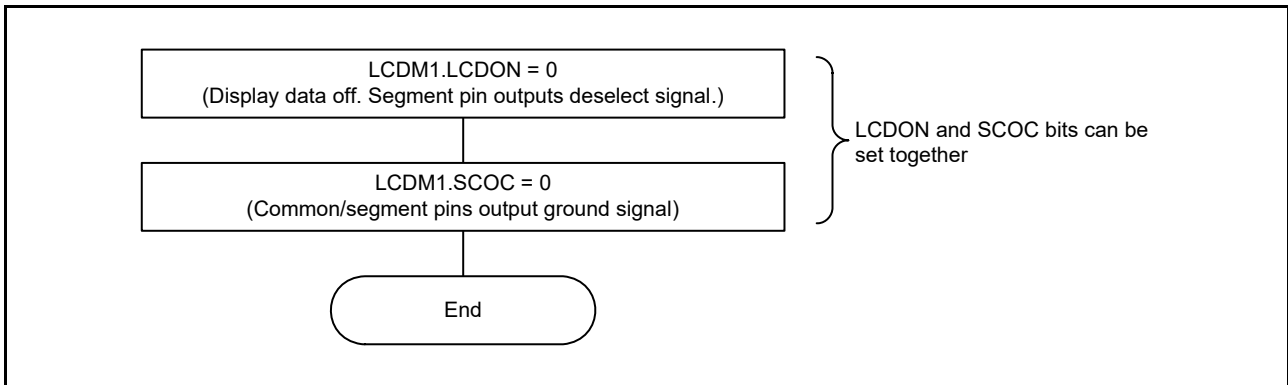 LCDM1.LCDON = 0
(Display data off. Segment pin outputs deselect signal.)
LCDON and SCOC bits can be
set together
LCDM1.SCOC = 0
(Common/segment pins output ground signal)
End